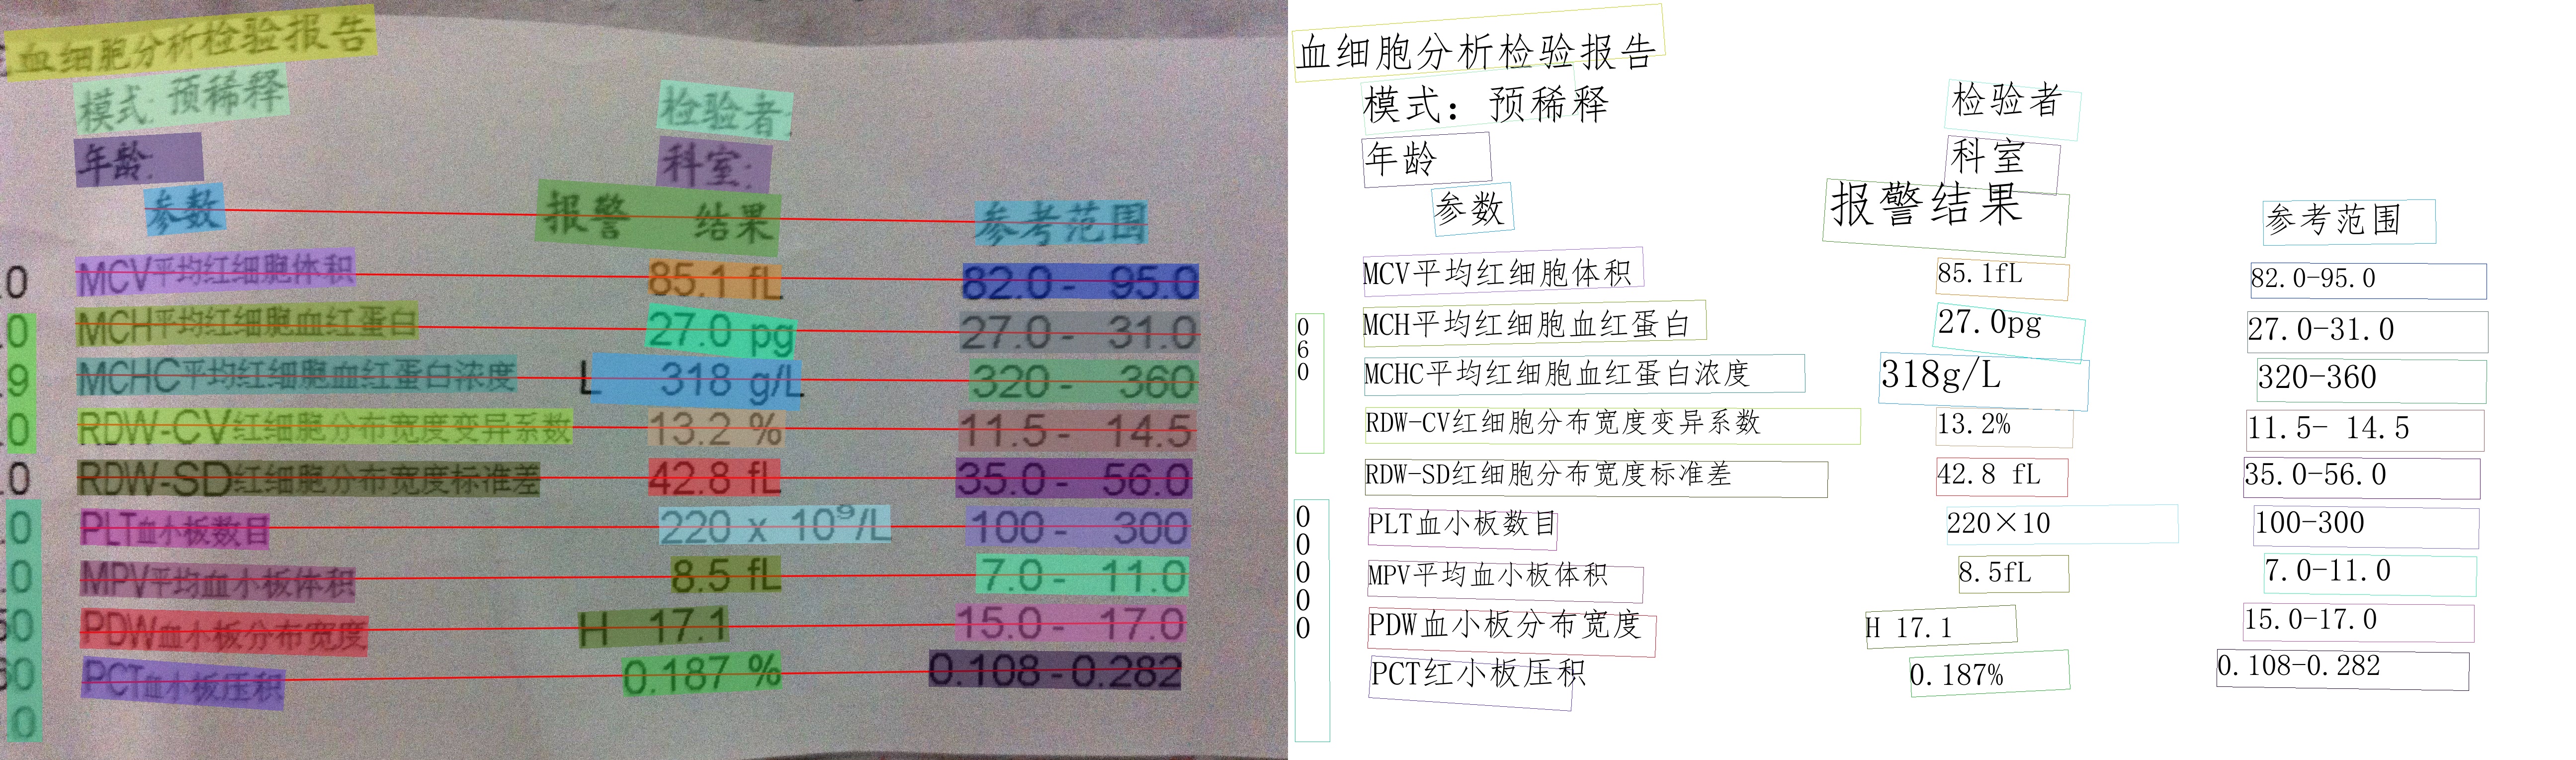 血细胞分析检验报告
模式: 预稀释 检验者:
年龄: 科室:
参数 报警 结果 参考范围
.0 MCV平均红细胞体积 85.1 fL 82.0 - 95.0
.0 MCH平均红细胞血红蛋白 27.0 pg 27.0 - 31.0
.9 MCHC平均红细胞血红蛋白浓度 L 318 g/L 320 - 360
.0 RDW-CV红细胞分布宽度变异系数 13.2 % 11.5 - 14.5
.0 RDW-SD红细胞分布宽度标准差 42.8 fL 35.0 - 56.0
.0 PLT血小板数目 220 x 10⁹/L 100 - 300
.0 MPV平均血小板体积 8.5 fL 7.0 - 11.0
50 PDW血小板分布宽度 H 17.1 15.0 - 17.0
60 PCT血小板压积 0.187 % 0.108 - 0.282
0
血细胞分析检验报告
模式：预稀释 检验者
年龄 科室
参数 报警结果 参考范围
MCV平均红细胞体积 85.1fL 82.0-95.0
MCH平均红细胞血红蛋白 27.0pg 27.0-31.0
MCHC平均红细胞血红蛋白浓度 318g/L 320-360
RDW-CV红细胞分布宽度变异系数 13.2% 11.5- 14.5
RDW-SD红细胞分布宽度标准差 42.8 fL 35.0-56.0
PLT血小板数目 220×10 100-300
MPV平均血小板体积 8.5fL 7.0-11.0
PDW血小板分布宽度 H 17.1 15.0-17.0
PCT红小板压积 0.187% 0.108-0.282
0
6
0
0
0
0
0
0